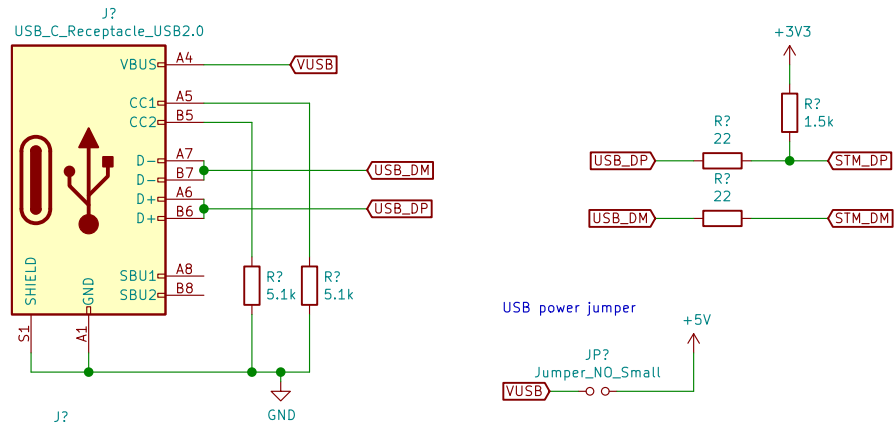 J?
USB_C_Receptacle_USB2.0
VBUS A4
VUSB
CC1 A5
CC2 B5
D- A7
D- B7
USB_DM
D+ A6
D+ B6
USB_DP
SBU1 A8
SBU2 B8
SHIELD
GND
S1
A1
R?
5.1k
R?
5.1k
GND
J?
+3V3
R?
1.5k
R?
22
USB_DP
STM_DP
R?
22
USB_DM
STM_DM
USB power jumper
+5V
JP?
Jumper_NO_Small
VUSB